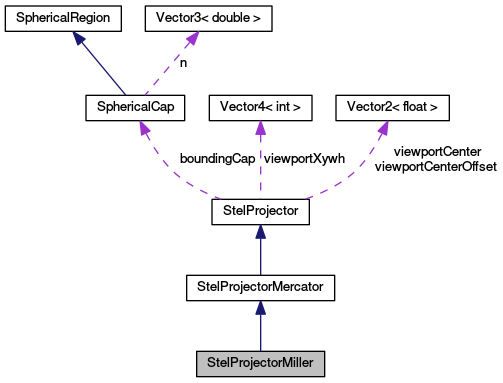 SphericalRegion
Vector3< double >
n
SphericalCap
Vector4< int >
Vector2< float >
boundingCap
viewportXywh
viewportCenter
viewportCenterOffset
StelProjector
StelProjectorMercator
StelProjectorMiller